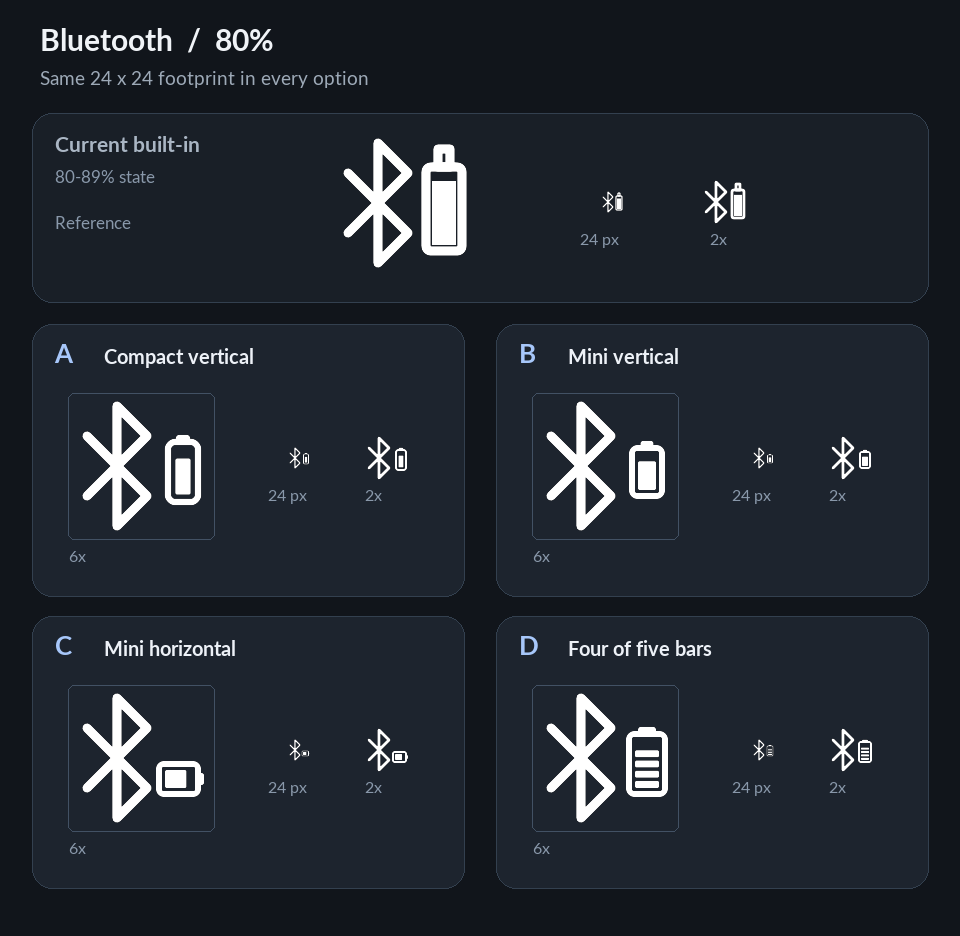 Bluetooth / 80%
Same 24 x 24 footprint in every option
Current built-in
80-89% state
Reference
24 px
2x
A Compact vertical
24 px
2x
6x
B Mini vertical
24 px
2x
6x
C Mini horizontal
24 px
2x
6x
D Four of five bars
24 px
2x
6x